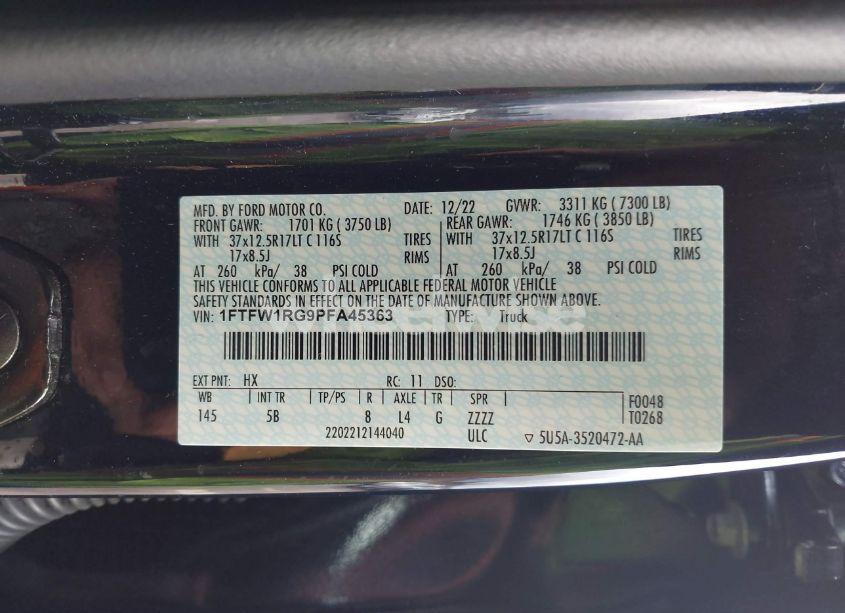 MFD. BY FORD MOTOR CO. DATE: 12/22 GVWR: 3311 KG ( 7300 LB)
FRONT GAWR: 1701 KG ( 3750 LB) REAR GAWR: 1746 KG ( 3850 LB)
WITH 37x12.5R17LT C 116S TIRES WITH 37x12.5R17LT C 116S TIRES
17x8.5J RIMS 17x8.5J RIMS
AT 260 kPa/ 38 PSI COLD AT 260 kPa/ 38 PSI COLD
THIS VEHICLE CONFORMS TO ALL APPLICABLE FEDERAL MOTOR VEHICLE
SAFETY STANDARDS IN EFFECT ON THE DATE OF MANUFACTURE SHOWN ABOVE.
VIN: 1FTFW1RG9PFA45363 TYPE: Truck
EXT PNT: HX RC: 11 DSO:
WB INT TR TP/PS R AXLE TR SPR F0048
145 5B 8 L4 G ZZZZ T0268
2202212144040 ULC ▽ 5U5A-3520472-AA